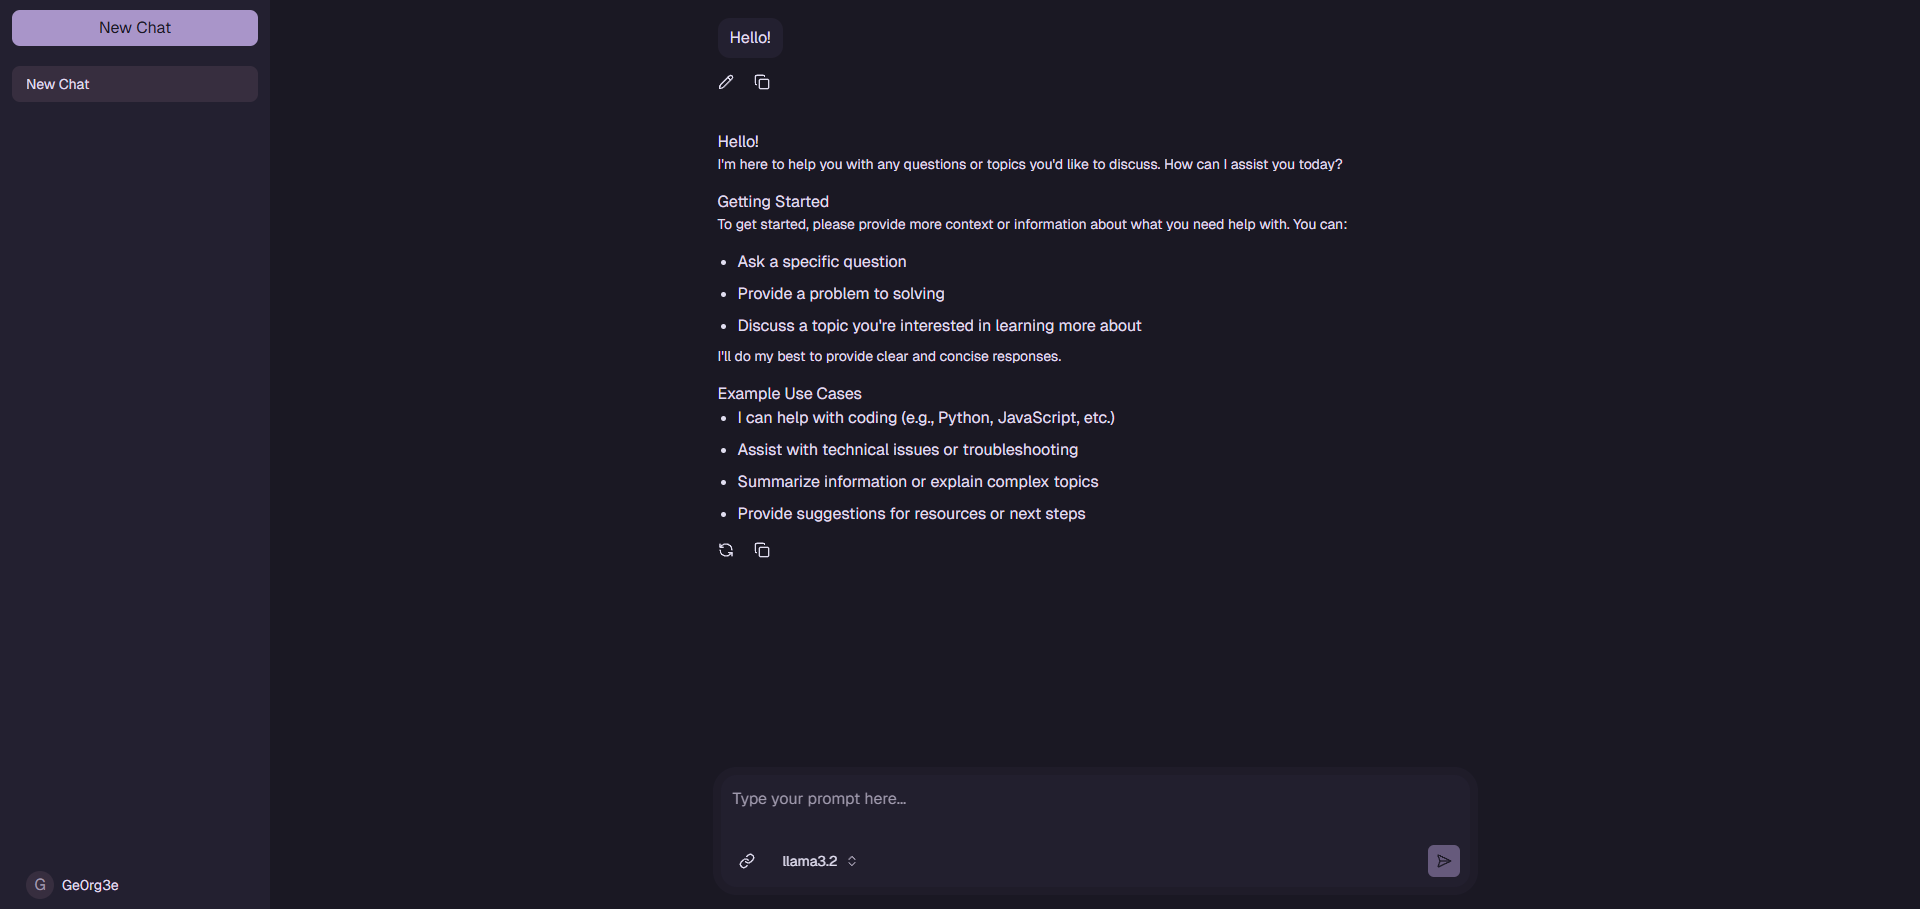 New Chat
New Chat
Hello!
Hello!
I'm here to help you with any questions or topics you'd like to discuss. How can I assist you today?
Getting Started
To get started, please provide more context or information about what you need help with. You can:
• Ask a specific question
• Provide a problem to solving
• Discuss a topic you're interested in learning more about
I'll do my best to provide clear and concise responses.
Example Use Cases
• I can help with coding (e.g., Python, JavaScript, etc.)
• Assist with technical issues or troubleshooting
• Summarize information or explain complex topics
• Provide suggestions for resources or next steps
Type your prompt here...
llama3.2
G Ge0rg3e